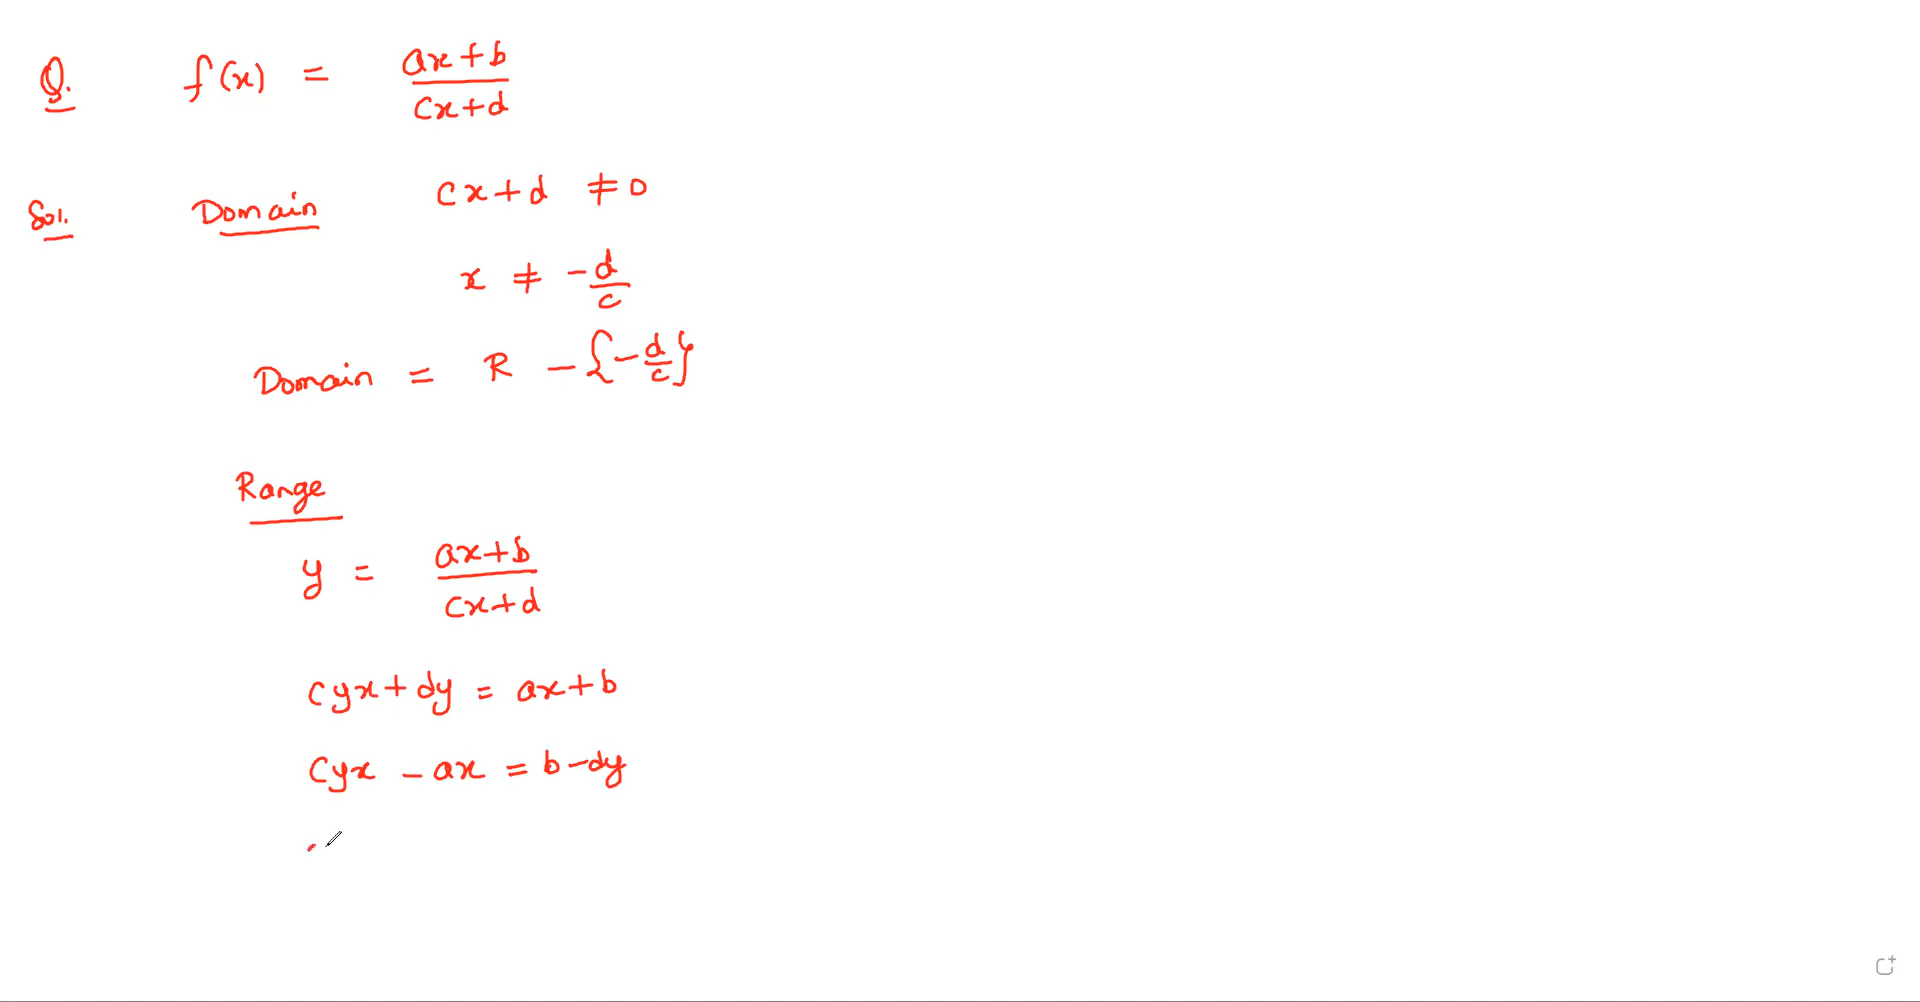 Q. f(x) = ax+b / cx+d
Sol. Domain cx+d ≠ 0
x ≠ -d/c
Domain = R - {-d/c}
Range
y = ax+b / cx+d
cyx+dy = ax+b
cyx - ax = b-dy